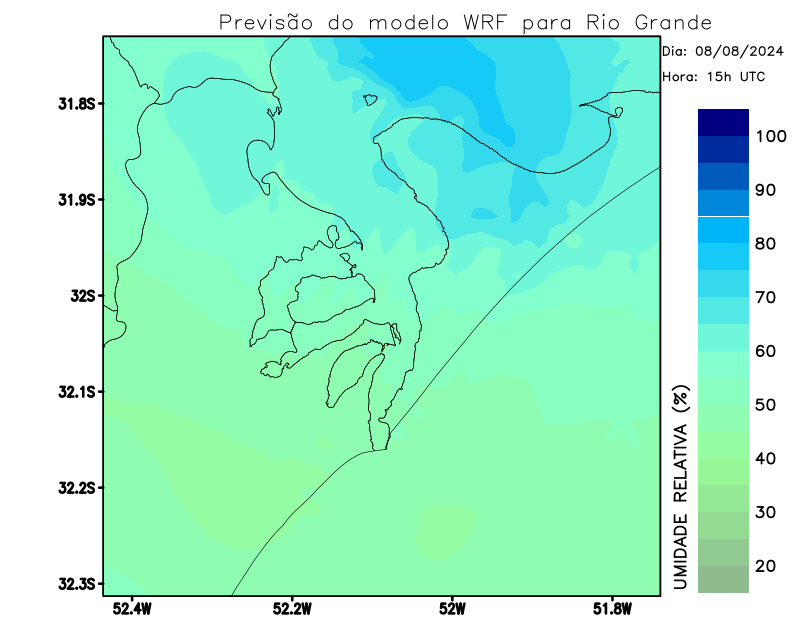 Previsão do modelo WRF para Rio Grande
Dia: 08/08/2024
Hora: 15h UTC
31.8S
31.9S
32S
32.1S
32.2S
32.3S
52.4W
52.2W
52W
51.8W
100
90
80
70
60
50
40
30
20
UMIDADE RELATIVA (%)